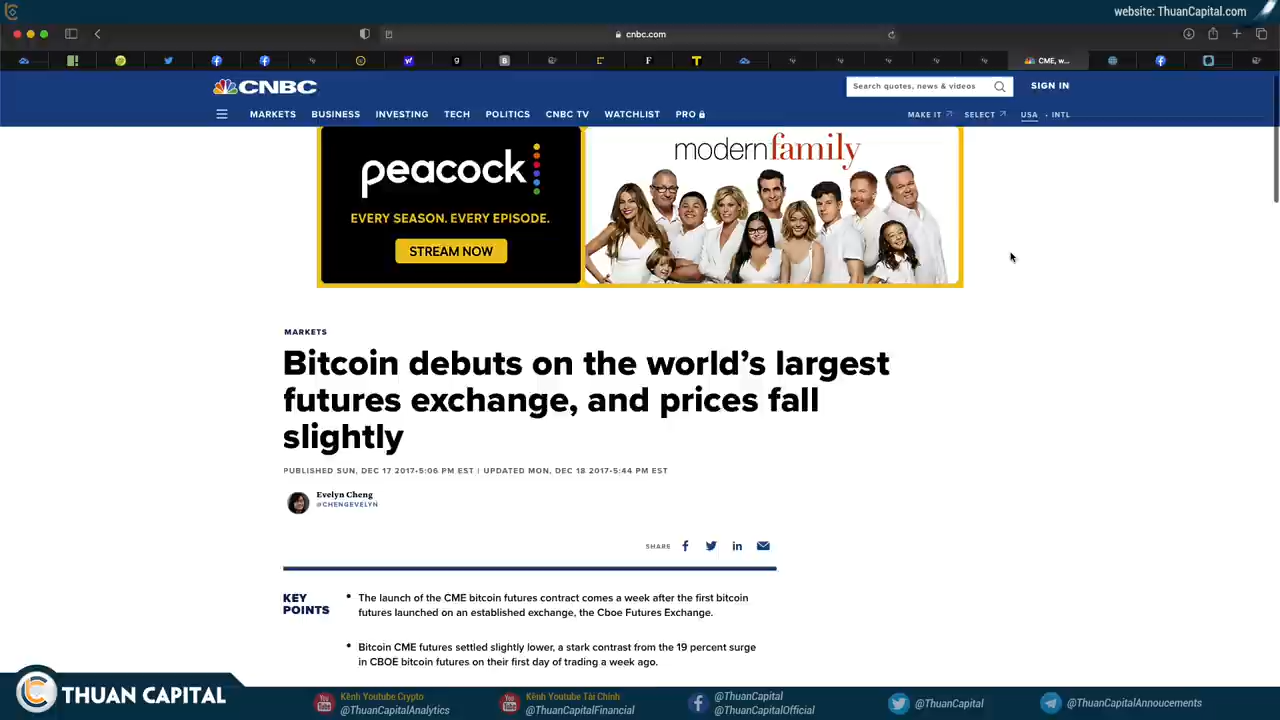 website: ThuanCapital.com
cnbc.com
CME, w...
CNBC
Search quotes, news & videos
SIGN IN
MARKETS BUSINESS INVESTING TECH POLITICS CNBC TV WATCHLIST PRO
MAKE IT SELECT USA • INTL
peacock
EVERY SEASON. EVERY EPISODE.
STREAM NOW
modern family
MARKETS
Bitcoin debuts on the world’s largest
futures exchange, and prices fall
slightly
PUBLISHED SUN, DEC 17 2017•5:06 PM EST | UPDATED MON, DEC 18 2017•5:44 PM EST
Evelyn Cheng
@CHENGEVELYN
SHARE
KEY
POINTS
• The launch of the CME bitcoin futures contract comes a week after the first bitcoin
futures launched on an established exchange, the Cboe Futures Exchange.
• Bitcoin CME futures settled slightly lower, a stark contrast from the 19 percent surge
in CBOE bitcoin futures on their first day of trading a week ago.
THUAN CAPITAL
Kênh Youtube Crypto
@ThuanCapitalAnalytics
Kênh Youtube Tài Chính
@ThuanCapitalFinancial
@ThuanCapital
@ThuanCapitalOfficial
@ThuanCapital
@ThuanCapitalAnnoucements